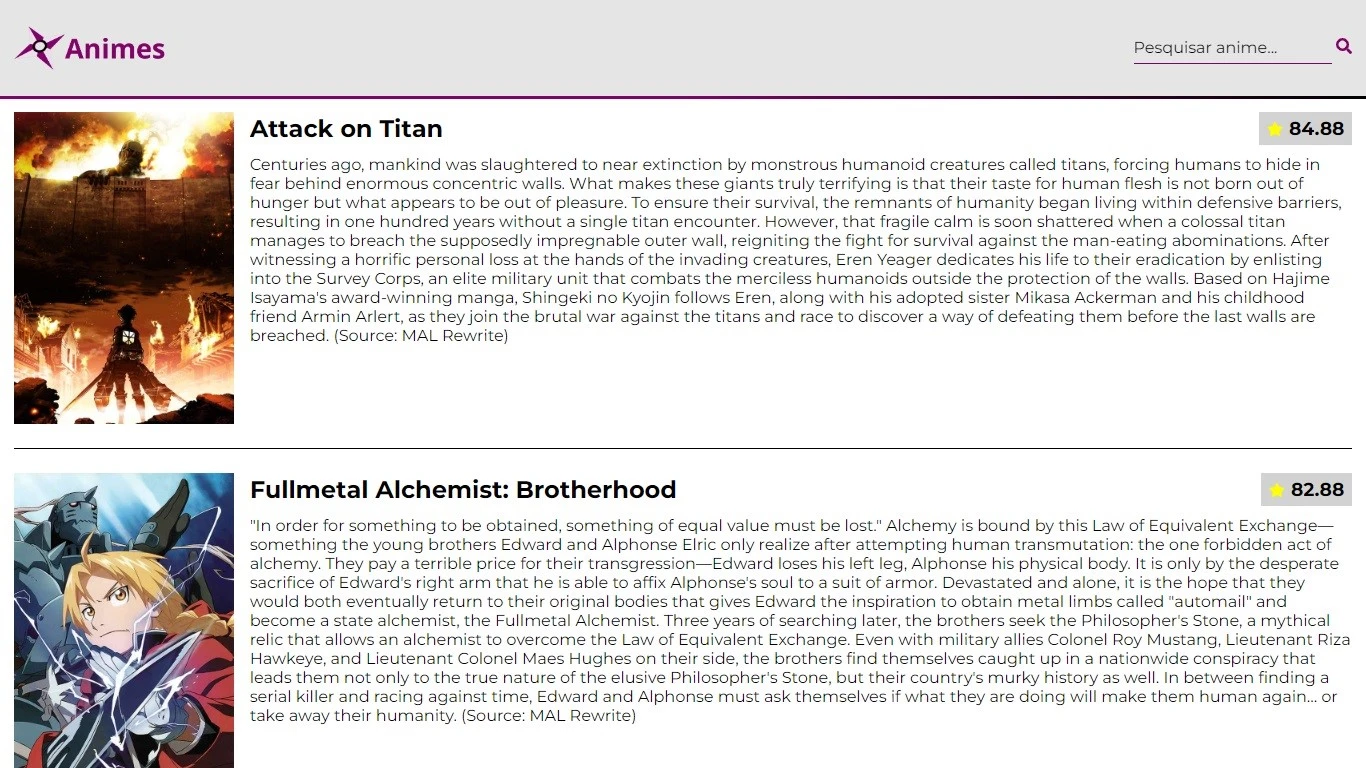 Animes
Pesquisar anime...
Attack on Titan
84.88
Centuries ago, mankind was slaughtered to near extinction by monstrous humanoid creatures called titans, forcing humans to hide in
fear behind enormous concentric walls. What makes these giants truly terrifying is that their taste for human flesh is not born out of
hunger but what appears to be out of pleasure. To ensure their survival, the remnants of humanity began living within defensive barriers,
resulting in one hundred years without a single titan encounter. However, that fragile calm is soon shattered when a colossal titan
manages to breach the supposedly impregnable outer wall, reigniting the fight for survival against the man-eating abominations. After
witnessing a horrific personal loss at the hands of the invading creatures, Eren Yeager dedicates his life to their eradication by enlisting
into the Survey Corps, an elite military unit that combats the merciless humanoids outside the protection of the walls. Based on Hajime
Isayama's award-winning manga, Shingeki no Kyojin follows Eren, along with his adopted sister Mikasa Ackerman and his childhood
friend Armin Arlert, as they join the brutal war against the titans and race to discover a way of defeating them before the last walls are
breached. (Source: MAL Rewrite)
Fullmetal Alchemist: Brotherhood
82.88
"In order for something to be obtained, something of equal value must be lost." Alchemy is bound by this Law of Equivalent Exchange—
something the young brothers Edward and Alphonse Elric only realize after attempting human transmutation: the one forbidden act of
alchemy. They pay a terrible price for their transgression—Edward loses his left leg, Alphonse his physical body. It is only by the desperate
sacrifice of Edward's right arm that he is able to affix Alphonse's soul to a suit of armor. Devastated and alone, it is the hope that they
would both eventually return to their original bodies that gives Edward the inspiration to obtain metal limbs called "automail" and
become a state alchemist, the Fullmetal Alchemist. Three years of searching later, the brothers seek the Philosopher's Stone, a mythical
relic that allows an alchemist to overcome the Law of Equivalent Exchange. Even with military allies Colonel Roy Mustang, Lieutenant Riza
Hawkeye, and Lieutenant Colonel Maes Hughes on their side, the brothers find themselves caught up in a nationwide conspiracy that
leads them not only to the true nature of the elusive Philosopher's Stone, but their country's murky history as well. In between finding a
serial killer and racing against time, Edward and Alphonse must ask themselves if what they are doing will make them human again... or
take away their humanity. (Source: MAL Rewrite)